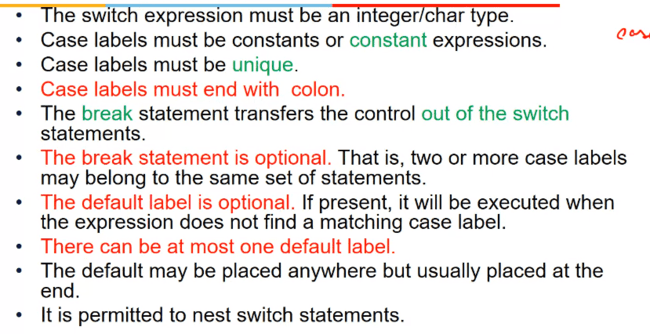 • The switch expression must be an integer/char type.
• Case labels must be constants or constant expressions.
• Case labels must be unique.
• Case labels must end with colon.
• The break statement transfers the control out of the switch
statements.
• The break statement is optional. That is, two or more case labels
may belong to the same set of statements.
• The default label is optional. If present, it will be executed when
the expression does not find a matching case label.
• There can be at most one default label.
• The default may be placed anywhere but usually placed at the
end.
• It is permitted to nest switch statements.